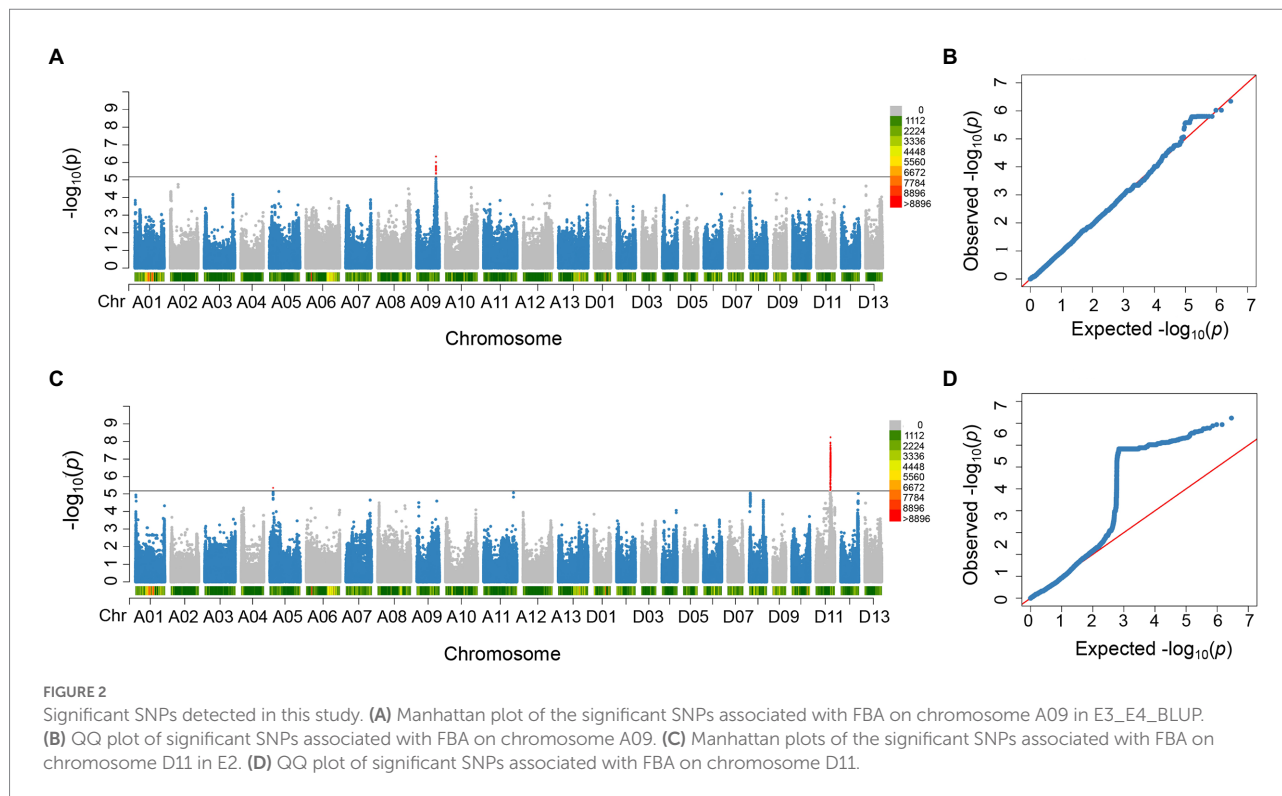 A
-log10(p)
9
8
7
6
5
4
3
2
1
0
0
1112
2224
3336
4448
5560
6672
7784
8896
>8896
Chr A01 A02 A03 A04 A05 A06 A07 A08 A09 A10 A11 A12 A13 D01 D03 D05 D07 D09 D11 D13
Chromosome
B
Observed -log10(p)
7
6
5
4
3
2
1
0
0 1 2 3 4 5 6 7
Expected -log10(p)
C
-log10(p)
9
8
7
6
5
4
3
2
1
0
0
1112
2224
3336
4448
5560
6672
7784
8896
>8896
Chr A01 A02 A03 A04 A05 A06 A07 A08 A09 A10 A11 A12 A13 D01 D03 D05 D07 D09 D11 D13
Chromosome
D
Observed -log10(p)
7
6
5
4
3
2
1
0
0 1 2 3 4 5 6 7
Expected -log10(p)
FIGURE 2
Significant SNPs detected in this study. (A) Manhattan plot of the significant SNPs associated with FBA on chromosome A09 in E3_E4_BLUP.
(B) QQ plot of significant SNPs associated with FBA on chromosome A09. (C) Manhattan plots of the significant SNPs associated with FBA on
chromosome D11 in E2. (D) QQ plot of significant SNPs associated with FBA on chromosome D11.